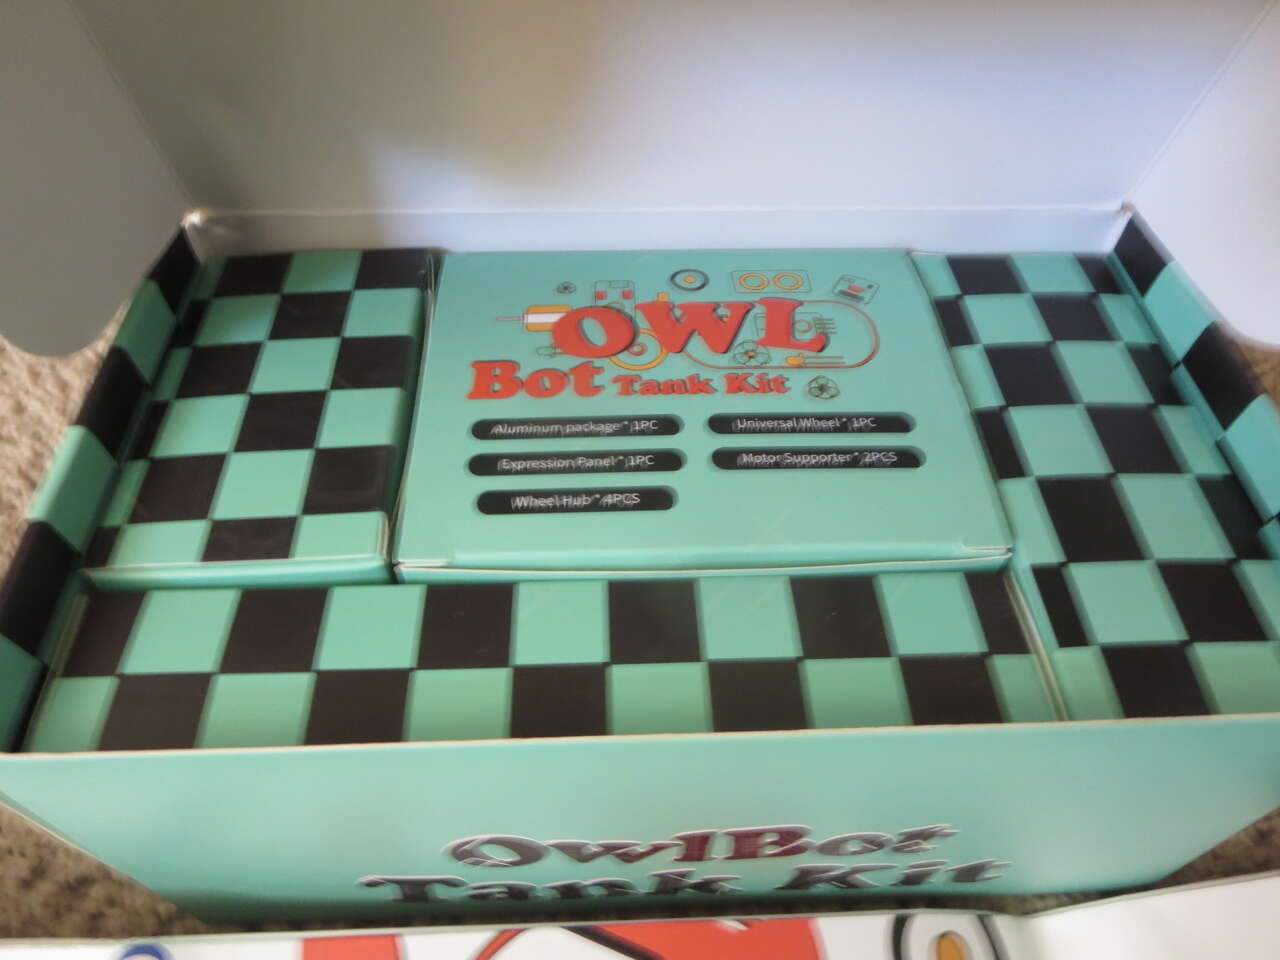 OWL
Bot Tank Kit
Aluminum package * 1PC
Universal Wheel * 1PC
Expression Panel * 1PC
Motor Supporter * 2PCS
Wheel Hub * 4PCS
OwlBot
Tank Kit